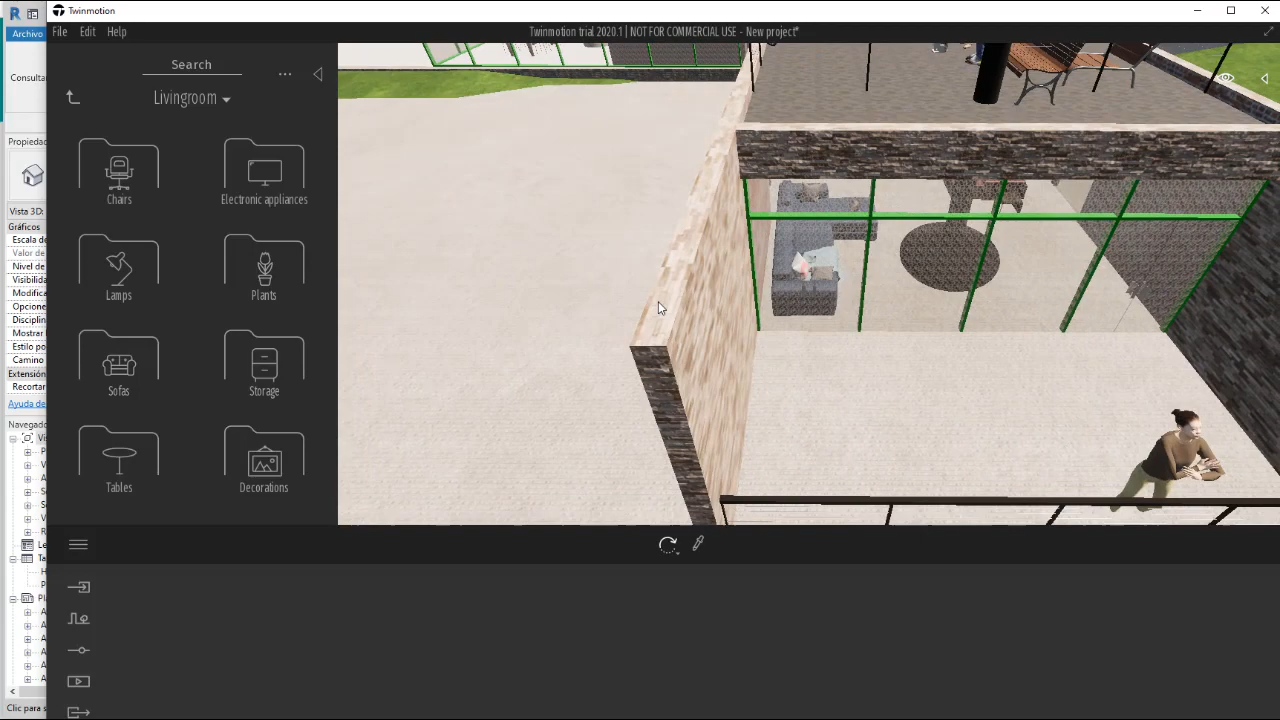 Twinmotion
File Edit Help
Twinmotion trial 2020.1 | NOT FOR COMMERCIAL USE - New project*
Archivo
Consultar
Propiedad
Vista 3D:
Gráficos
Escala de
Valor de
Nivel de
Visibilida
Modifica
Opcione
Disciplin
Mostrar
Estilo po
Camino
Extensión
Recortar
Ayuda de
Navegado
Clic para s
Search
Livingroom
Chairs
Electronic appliances
Lamps
Plants
Sofas
Storage
Tables
Decorations